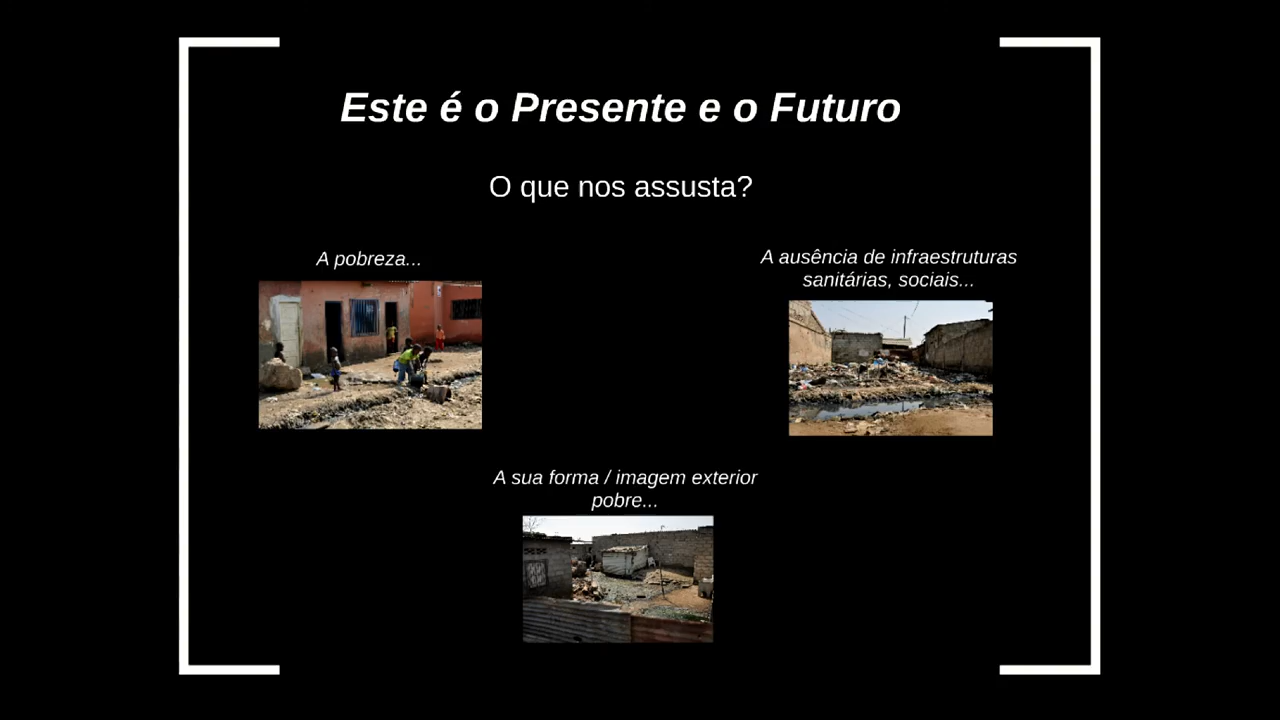 Este é o Presente e o Futuro
O que nos assusta?
A pobreza...
A ausência de infraestruturas
sanitárias, sociais...
A sua forma / imagem exterior
pobre...